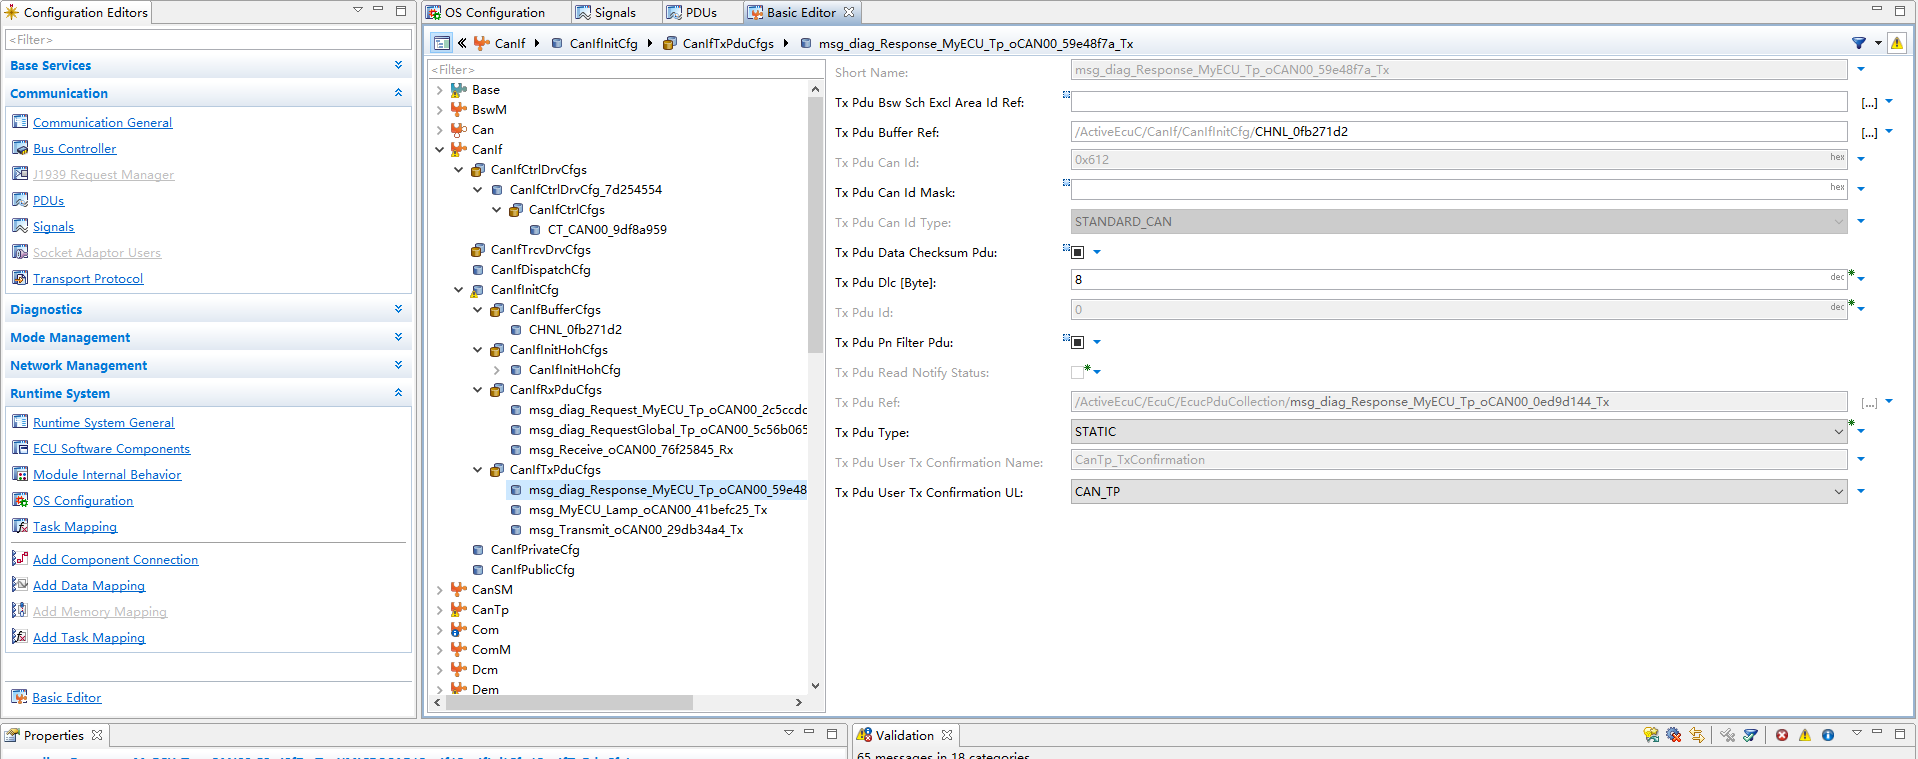 Configuration Editors
<Filter>
Base Services
Communication
Communication General
Bus Controller
J1939 Request Manager
PDUs
Signals
Socket Adaptor Users
Transport Protocol
Diagnostics
Mode Management
Network Management
Runtime System
Runtime System General
ECU Software Components
Module Internal Behavior
OS Configuration
Task Mapping
Add Component Connection
Add Data Mapping
Add Memory Mapping
Add Task Mapping
Basic Editor
OS Configuration
Signals
PDUs
Basic Editor
CanIf
CanIfInitCfg
CanIfTxPduCfgs
msg_diag_Response_MyECU_Tp_oCAN00_59e48f7a_Tx
<Filter>
Base
BswM
Can
CanIf
CanIfCtrlDrvCfgs
CanIfCtrlDrvCfg_7d254554
CanIfCtrlCfgs
CT_CAN00_9df8a959
CanIfTrcvDrvCfgs
CanIfDispatchCfg
CanIfInitCfg
CanIfBufferCfgs
CHNL_0fb271d2
CanIfInitHohCfgs
CanIfInitHohCfg
CanIfRxPduCfgs
msg_diag_Request_MyECU_Tp_oCAN00_2c5ccdc
msg_diag_RequestGlobal_Tp_oCAN00_5c56b065
msg_Receive_oCAN00_76f25845_Rx
CanIfTxPduCfgs
msg_diag_Response_MyECU_Tp_oCAN00_59e48
msg_MyECU_Lamp_oCAN00_41befc25_Tx
msg_Transmit_oCAN00_29db34a4_Tx
CanIfPrivateCfg
CanIfPublicCfg
CanSM
CanTp
Com
ComM
Dcm
Dem
Short Name: msg_diag_Response_MyECU_Tp_oCAN00_59e48f7a_Tx
Tx Pdu Bsw Sch Excl Area Id Ref: [...]
Tx Pdu Buffer Ref: /ActiveEcuC/CanIf/CanIfInitCfg/CHNL_0fb271d2 [...]
Tx Pdu Can Id: 0x612 hex
Tx Pdu Can Id Mask: hex
Tx Pdu Can Id Type: STANDARD_CAN
Tx Pdu Data Checksum Pdu:
Tx Pdu Dlc [Byte]: 8 dec
Tx Pdu Id: 0 dec
Tx Pdu Pn Filter Pdu:
Tx Pdu Read Notify Status:
Tx Pdu Ref: /ActiveEcuC/EcuC/EcucPduCollection/msg_diag_Response_MyECU_Tp_oCAN00_0ed9d144_Tx [...]
Tx Pdu Type: STATIC
Tx Pdu User Tx Confirmation Name: CanTp_TxConfirmation
Tx Pdu User Tx Confirmation UL: CAN_TP
Properties
Validation
65 messages in 18 categories